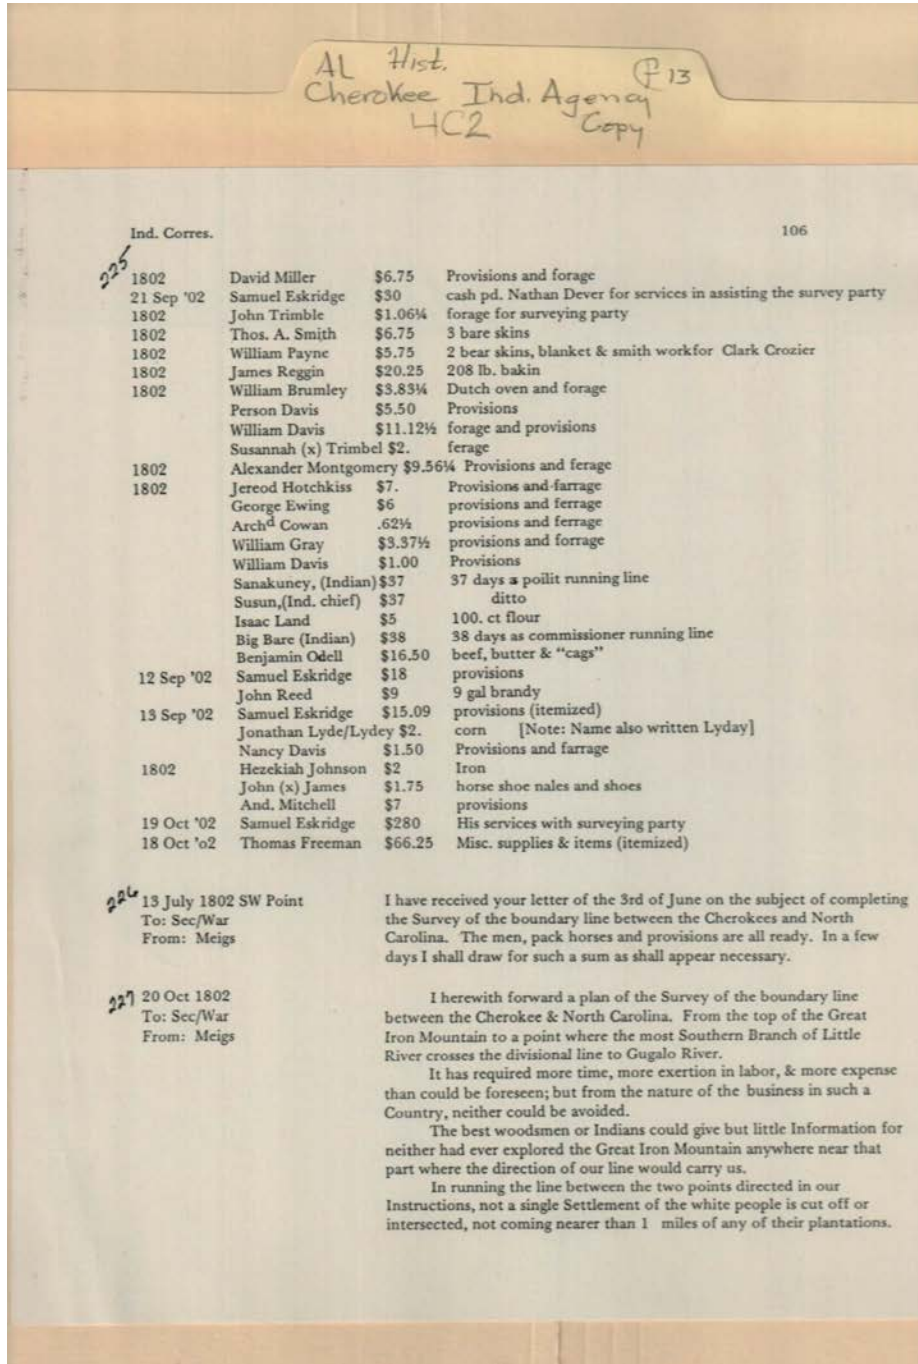 AL Hist. P 13
Cherokee Ind. Agency
4C2 Copy
Ind. Corres. 106
225
1802 David Miller $6.75 Provisions and forage
21 Sep '02 Samuel Eskridge $30 cash pd. Nathan Dever for services in assisting the survey party
1802 John Trimble $1.06¼ forage for surveying party
1802 Thos. A. Smith $6.75 3 bare skins
1802 William Payne $5.75 2 bear skins, blanket & smith workfor Clark Crozier
1802 James Reggin $20.25 208 lb. bakin
1802 William Brumley $3.83¼ Dutch oven and forage
Person Davis $5.50 Provisions
William Davis $11.12½ forage and provisions
Susannah (x) Trimbel $2. ferage
1802 Alexander Montgomery $9.56¼ Provisions and ferage
1802 Jereod Hotchkiss $7. Provisions and farrage
George Ewing $6 provisions and ferrage
Archd Cowan .62½ provisions and ferrage
William Gray $3.37½ provisions and forrage
William Davis $1.00 Provisions
Sanakuney, (Indian) $37 37 days a poilit running line
Susun,(Ind. chief) $37 ditto
Isaac Land $5 100. ct flour
Big Bare (Indian) $38 38 days as commissioner running line
Benjamin Odell $16.50 beef, butter & "cags"
12 Sep '02 Samuel Eskridge $18 provisions
John Reed $9 9 gal brandy
13 Sep '02 Samuel Eskridge $15.09 provisions (itemized)
Jonathan Lyde/Lydey $2. corn [Note: Name also written Lyday]
Nancy Davis $1.50 Provisions and farrage
1802 Hezekiah Johnson $2 Iron
John (x) James $1.75 horse shoe nales and shoes
And. Mitchell $7 provisions
19 Oct '02 Samuel Eskridge $280 His services with surveying party
18 Oct 'o2 Thomas Freeman $66.25 Misc. supplies & items (itemized)
226 13 July 1802 SW Point I have received your letter of the 3rd of June on the subject of completing
To: Sec/War the Survey of the boundary line between the Cherokees and North
From: Meigs Carolina. The men, pack horses and provisions are all ready. In a few
days I shall draw for such a sum as shall appear necessary.
227 20 Oct 1802 I herewith forward a plan of the Survey of the boundary line
To: Sec/War between the Cherokee & North Carolina. From the top of the Great
From: Meigs Iron Mountain to a point where the most Southern Branch of Little
River crosses the divisional line to Gugalo River.
It has required more time, more exertion in labor, & more expense
than could be foreseen; but from the nature of the business in such a
Country, neither could be avoided.
The best woodsmen or Indians could give but little Information for
neither had ever explored the Great Iron Mountain anywhere near that
part where the direction of our line would carry us.
In running the line between the two points directed in our
Instructions, not a single Settlement of the white people is cut off or
intersected, not coming nearer than 1 miles of any of their plantations.